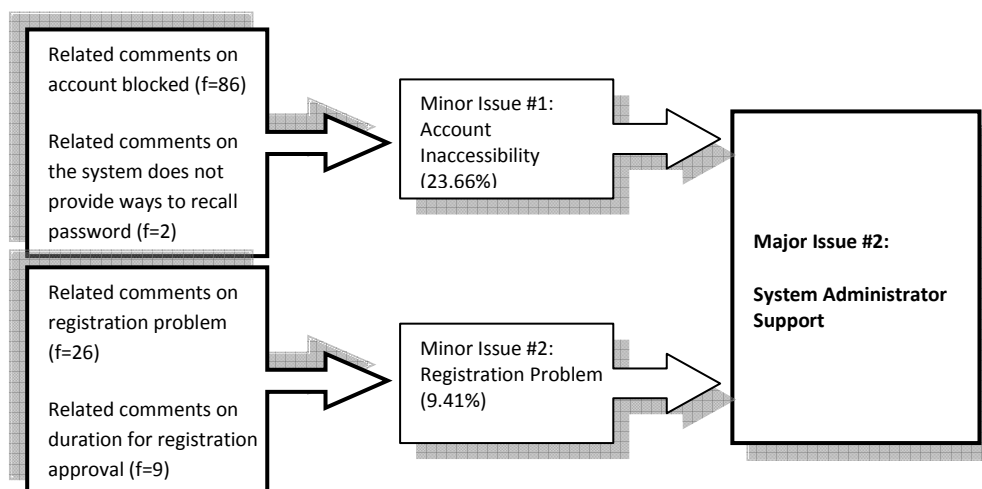 Related comments on
account blocked (f=86)
Related comments on
the system does not
provide ways to recall
password (f=2)
Related comments on
registration problem
(f=26)
Related comments on
duration for registration
approval (f=9)
Minor Issue #1:
Account
Inaccessibility
(23.66%)
Minor Issue #2:
Registration Problem
(9.41%)
Major Issue #2:
System Administrator
Support